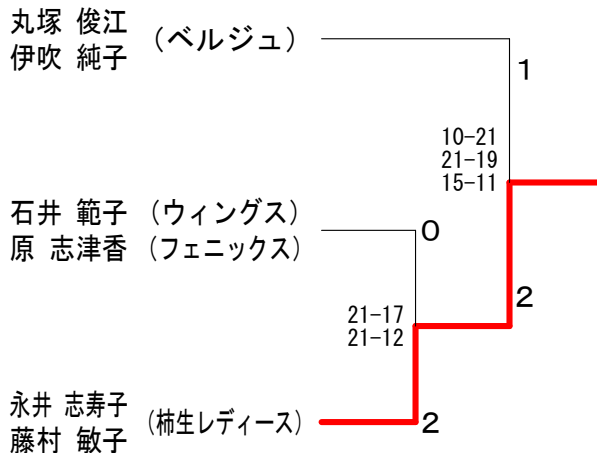 丸塚 俊江
伊吹 純子
(ベルジュ)
1
10-21
21-19
15-11
石井 範子 (ウィングス)
原 志津香 (フェニックス)
0
2
21-17
21-12
永井 志寿子
藤村 敏子
(柿生レディース)
2